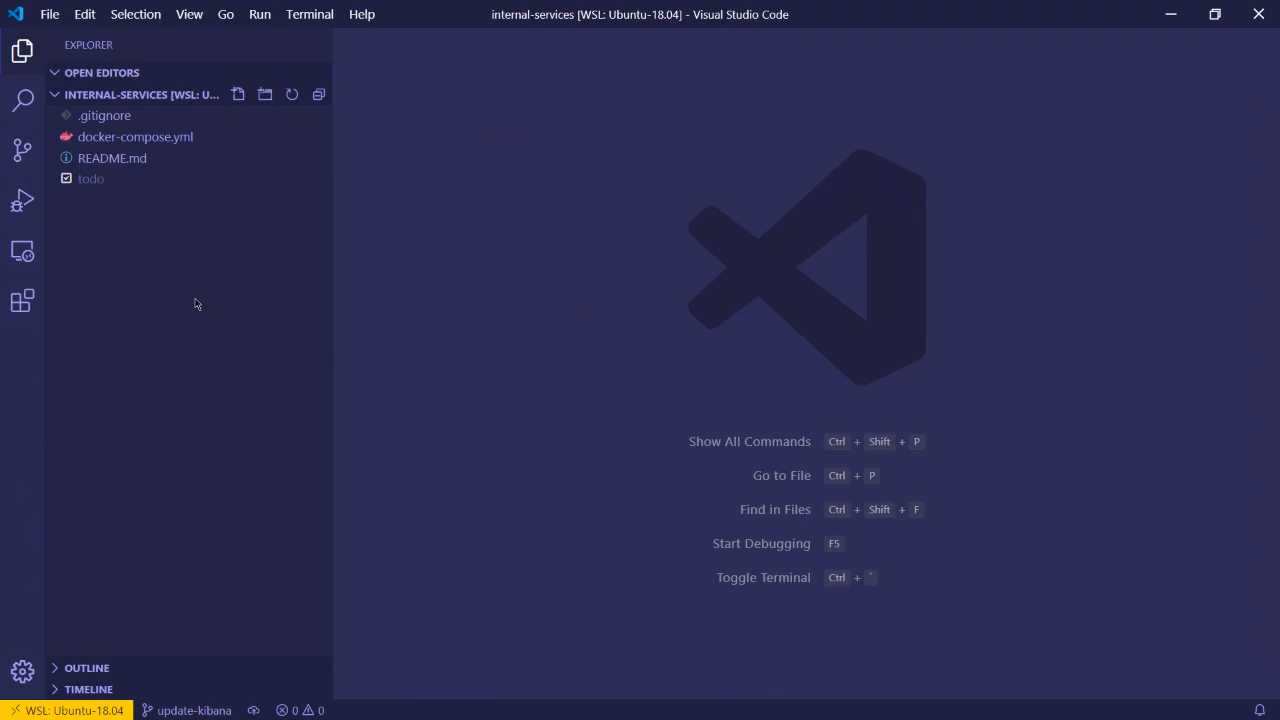 File Edit Selection View Go Run Terminal Help internal-services [WSL: Ubuntu-18.04] - Visual Studio Code
EXPLORER
OPEN EDITORS
INTERNAL-SERVICES [WSL: U...
.gitignore
docker-compose.yml
README.md
todo
Show All Commands Ctrl + Shift + P
Go to File Ctrl + P
Find in Files Ctrl + Shift + F
Start Debugging F5
Toggle Terminal Ctrl + `
OUTLINE
TIMELINE
WSL: Ubuntu-18.04 update-kibana 0 0